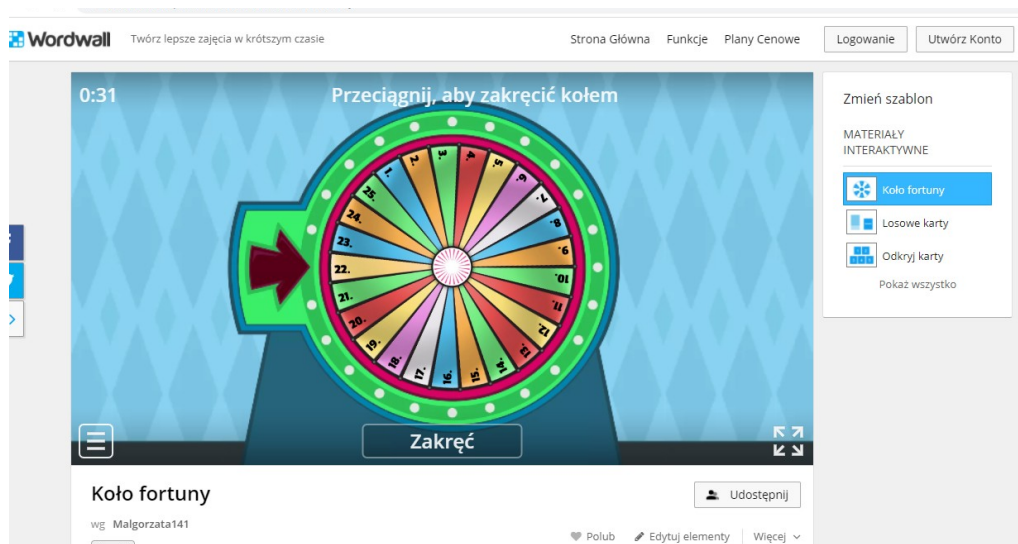 Wordwall
Twórz lepsze zajęcia w krótszym czasie
Strona Główna Funkcje Plany Cenowe Logowanie Utwórz Konto
0:31
Przeciągnij, aby zakręcić kołem
1.
2.
3.
4.
5.
6.
7.
8.
9.
10.
11.
12.
13.
14.
15.
16.
17.
18.
19.
20.
21.
22.
23.
24.
25.
Zakręć
Zmień szablon
MATERIAŁY
INTERAKTYWNE
Koło fortuny
Losowe karty
Odkryj karty
Pokaż wszystko
Koło fortuny
Udostępnij
wg Malgorzata141
Polub Edytuj elementy Więcej